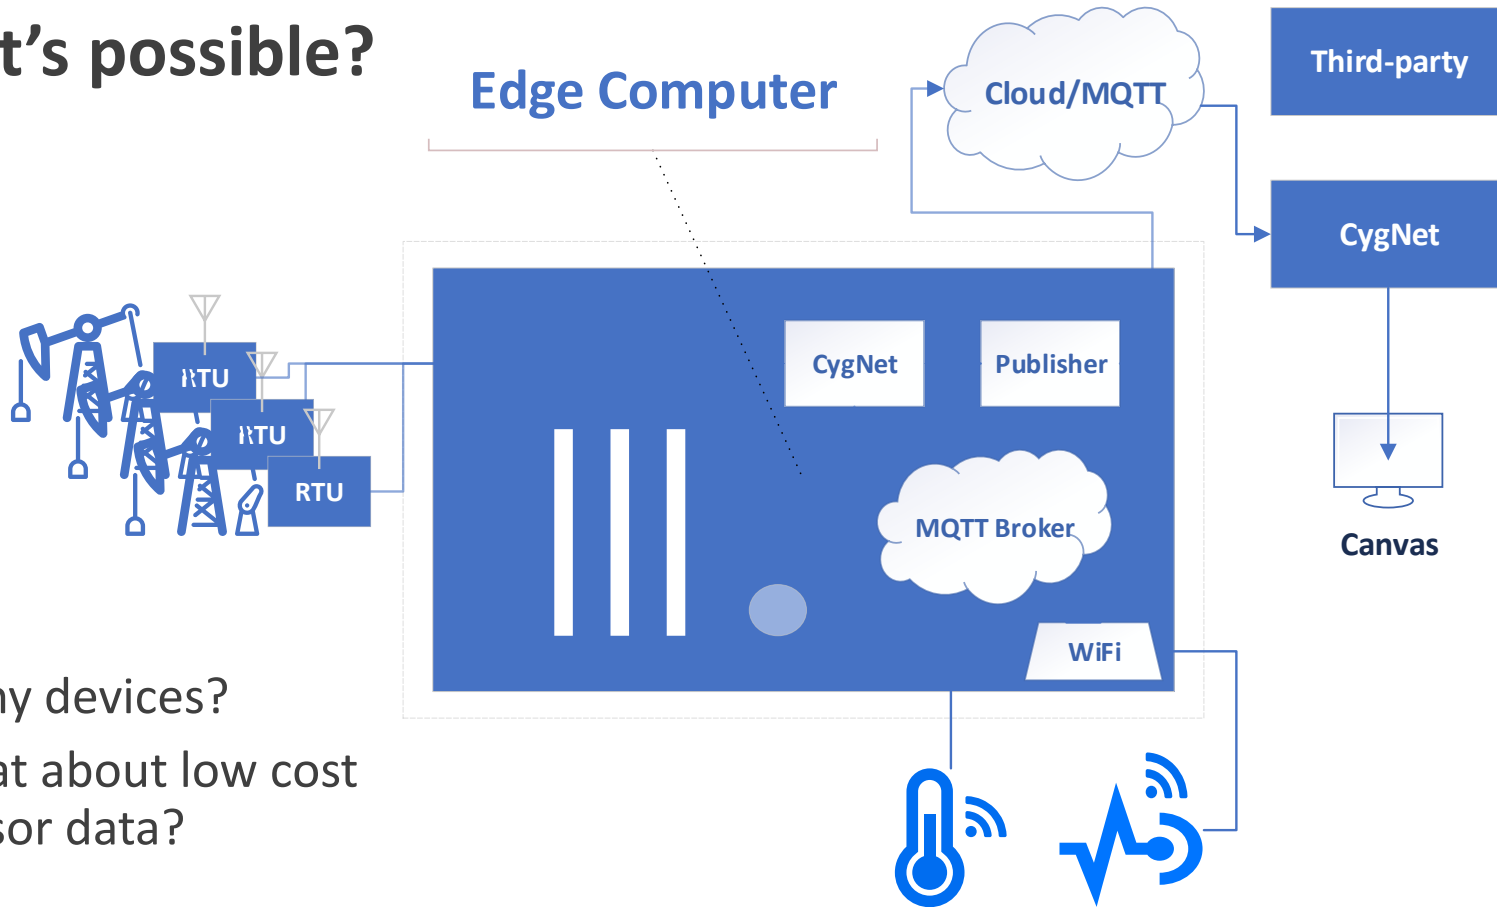 t's possible?
Edge Computer
Cloud/MQTT
Third-party
CygNet
RTU
RTU
RTU
CygNet
Publisher
MQTT Broker
WiFi
Canvas
ny devices?
at about low cost
sor data?